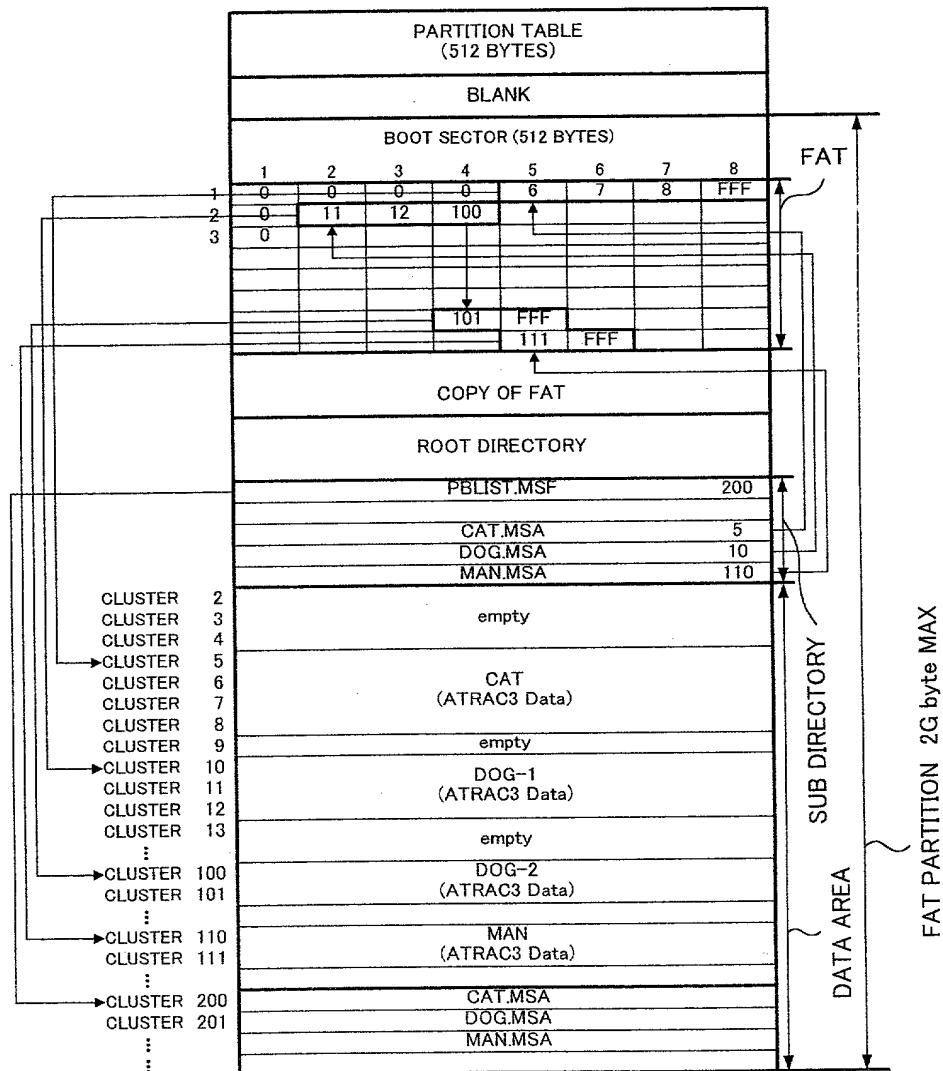 PARTITION TABLE
(512 BYTES)
BLANK
BOOT SECTOR (512 BYTES)
FAT
1 2 3 4 5 6 7 8
1 0 0 0 0 6 7 8 FFF
2 0 11 12 100
3 0
101 FFF
111 FFF
COPY OF FAT
ROOT DIRECTORY
PBLIST.MSF 200
CAT.MSA 5
DOG.MSA 10
MAN.MSA 110
CLUSTER 2
CLUSTER 3
empty
CLUSTER 4
CLUSTER 5
CLUSTER 6
CAT
CLUSTER 7
(ATRAC3 Data)
CLUSTER 8
CLUSTER 9
empty
CLUSTER 10
DOG-1
CLUSTER 11
(ATRAC3 Data)
CLUSTER 12
CLUSTER 13
empty
CLUSTER 100
DOG-2
CLUSTER 101
(ATRAC3 Data)
CLUSTER 110
MAN
CLUSTER 111
(ATRAC3 Data)
CLUSTER 200
CAT.MSA
CLUSTER 201
DOG.MSA
MAN.MSA
SUB DIRECTORY
DATA AREA
FAT PARTITION 2G byte MAX